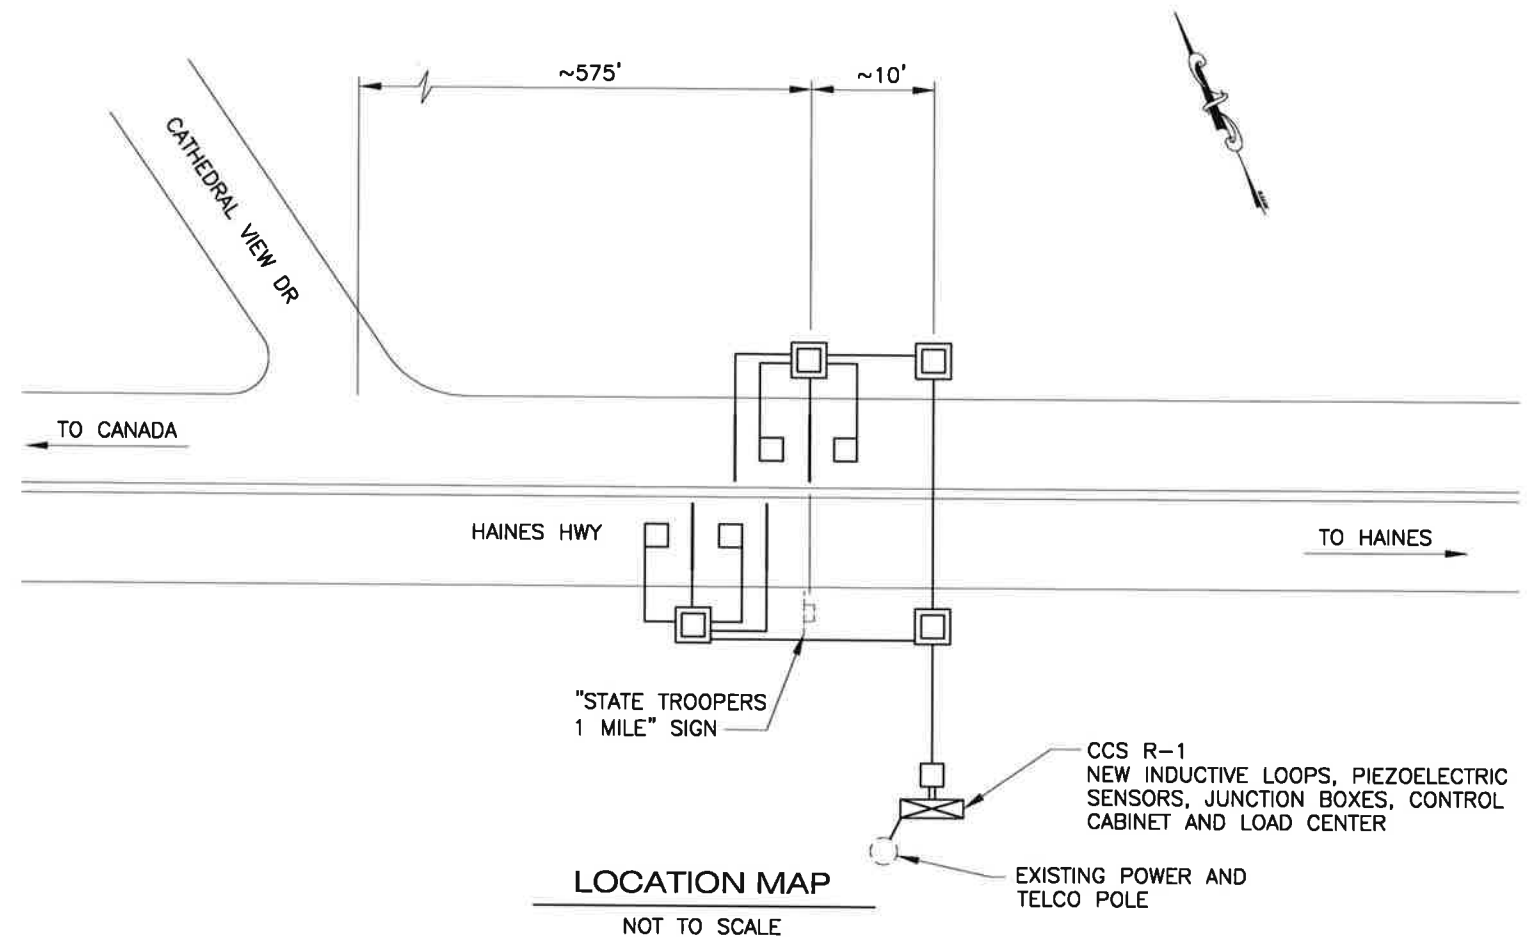 ~575'
~10'
CATHEDRAL VIEW DR
TO CANADA
HAINES HWY
TO HAINES
"STATE TROOPERS
1 MILE" SIGN
CCS R-1
NEW INDUCTIVE LOOPS, PIEZOELECTRIC
SENSORS, JUNCTION BOXES, CONTROL
CABINET AND LOAD CENTER
EXISTING POWER AND
TELCO POLE
LOCATION MAP
NOT TO SCALE